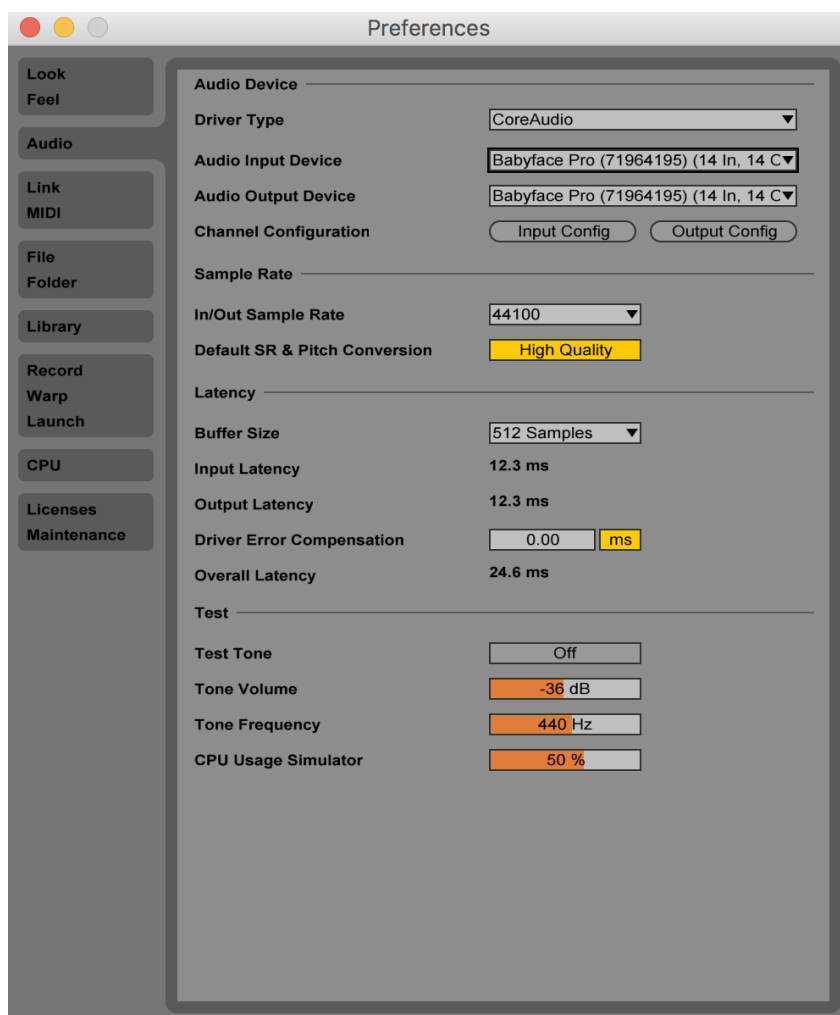 Preferences
Look
Feel
Audio
Link
MIDI
File
Folder
Library
Record
Warp
Launch
CPU
Licenses
Maintenance
Audio Device
Driver Type CoreAudio
Audio Input Device Babyface Pro (71964195) (14 In, 14 C
Audio Output Device Babyface Pro (71964195) (14 In, 14 C
Channel Configuration Input Config Output Config
Sample Rate
In/Out Sample Rate 44100
Default SR & Pitch Conversion High Quality
Latency
Buffer Size 512 Samples
Input Latency 12.3 ms
Output Latency 12.3 ms
Driver Error Compensation 0.00 ms
Overall Latency 24.6 ms
Test
Test Tone Off
Tone Volume -36 dB
Tone Frequency 440 Hz
CPU Usage Simulator 50 %